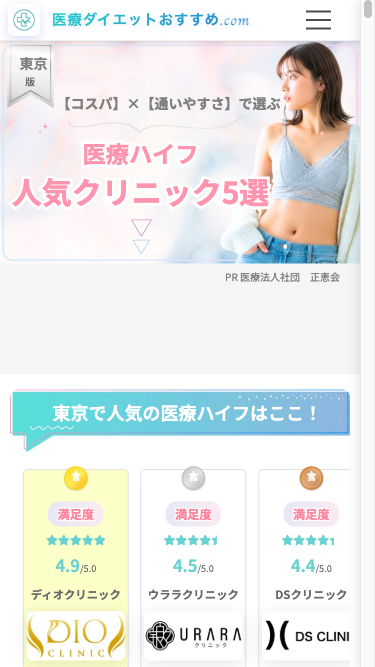 医療ダイエットおすすめ.com
東京
版
【コスパ】×【通いやすさ】で選ぶ
医療ハイフ
人気クリニック5選
PR 医療法人社団　正恵会
東京で人気の医療ハイフはここ！
満足度 満足度 満足度
4.9/5.0 4.5/5.0 4.4/5.0
ディオクリニック ウララクリニック DSクリニック
DIO CLINIC URARA クリニック DS CLINI